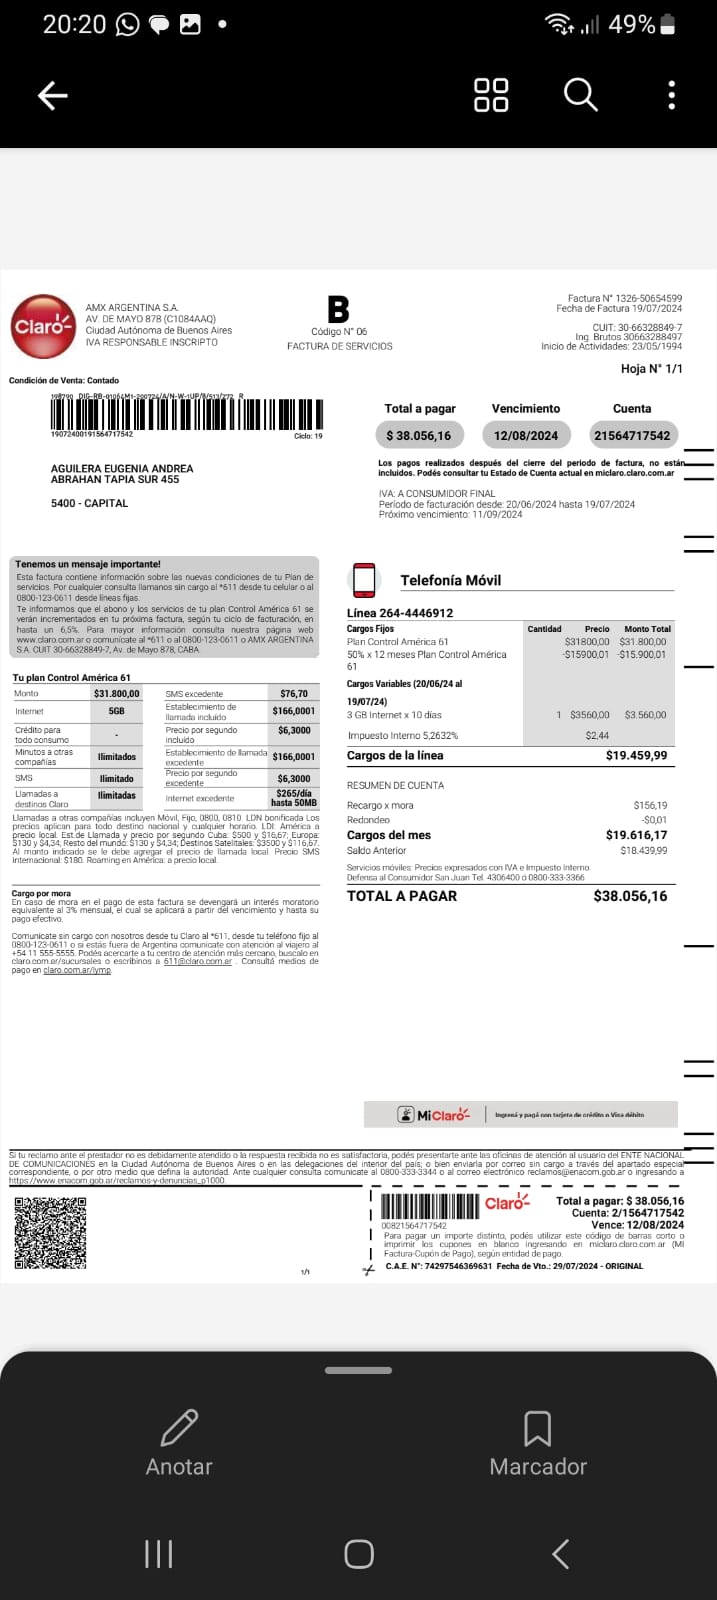 20:20
49%
Claro
AMX ARGENTINA S.A.
AV. DE MAYO 878 (C1084AAQ)
Ciudad Autónoma de Buenos Aires
IVA RESPONSABLE INSCRIPTO
B
Código N° 06
FACTURA DE SERVICIOS
Factura N° 1326-50654599
Fecha de Factura 19/07/2024
CUIT: 30-66328849-7
Ing. Brutos 30663288497
Inicio de Actividades: 23/05/1994
Hoja N° 1/1
Condición de Venta: Contado
19072400191564717542
Ciclo: 19
Total a pagar Vencimiento Cuenta
$ 38.056,16 12/08/2024 21564717542
AGUILERA EUGENIA ANDREA
ABRAHAN TAPIA SUR 455
5400 - CAPITAL
Los pagos realizados después del cierre del periodo de factura, no están
incluidos. Podés consultar tu Estado de Cuenta actual en miclaro.claro.com.ar
IVA: A CONSUMIDOR FINAL
Período de facturación desde: 20/06/2024 hasta 19/07/2024
Próximo vencimiento: 11/09/2024
Tenemos un mensaje importante!
Esta factura contiene información sobre las nuevas condiciones de tu Plan de
servicios. Por cualquier consulta llamanos sin cargo al *611 desde tu celular o al
0800-123-0611 desde líneas fijas.
Te informamos que el abono y los servicios de tu plan Control América 61 se
verán incrementados en tu próxima factura, según tu ciclo de facturación, en
hasta un 6,5%. Para mayor información consulta nuestra página web
www.claro.com.ar o comunícate al *611 o al 0800-123-0611 o AMX ARGENTINA
S.A. CUIT 30-66328849-7, Av. de Mayo 878, CABA.
Tu plan Control América 61
Monto $31.800,00 SMS excedente $76,70
Internet 5GB Establecimiento de llamada incluído $166,0001
Crédito para todo consumo - Precio por segundo incluído $6,3000
Minutos a otras compañías Ilimitados Establecimiento de llamada excedente $166,0001
SMS Ilimitado Precio por segundo excedente $6,3000
Llamadas a destinos Claro Ilimitadas Internet excedente $265/día hasta 50MB
Llamadas a otras compañías incluyen Móvil, Fijo, 0800, 0810. LDN bonificada Los
precios aplican para todo destino nacional y cualquier horario. LDI: América a
precio local. Est.de Llamada y precio por segundo Cuba: $500 y $16,67; Europa:
$130 y $4,34; Resto del mundo: $130 y $4,34; Destinos Satelitales: $3500 y $116,67.
Al monto indicado se le debe agregar el precio de llamada local. Precio SMS
Internacional: $180. Roaming en América: a precio local.
Cargo por mora
En caso de mora en el pago de esta factura se devengará un interés moratorio
equivalente al 3% mensual, el cual se aplicará a partir del vencimiento y hasta su
pago efectivo.
Comunicate sin cargo con nosotros desde tu Claro al *611, desde tu teléfono fijo al
0800-123-0611 o si estás fuera de Argentina comunicate con atención al viajero al
+54 11 555-5555. Podés acercarte a tu centro de atención más cercano, buscalo en
claro.com.ar/sucursales o escribinos a 611@claro.com.ar . Consultá medios de
pago en claro.com.ar/lymp.
Telefonía Móvil
Línea 264-4446912
Cargos Fijos Cantidad Precio Monto Total
Plan Control América 61 $31800,00 $31.800,00
50% x 12 meses Plan Control América -$15900,01 -$15.900,01
61
Cargos Variables (20/06/24 al
19/07/24)
3 GB Internet x 10 días 1 $3560,00 $3.560,00
Impuesto Interno 5,2632% $2,44
Cargos de la línea $19.459,99
RESUMEN DE CUENTA
Recargo x mora $156,19
Redondeo -$0,01
Cargos del mes $19.616,17
Saldo Anterior $18.439,99
Servicios móviles: Precios expresados con IVA e Impuesto Interno.
Defensa al Consumidor San Juan Tel. 4306400 ó 0800-333-3366
TOTAL A PAGAR $38.056,16
MiClaro
Ingresá y pagá con tarjeta de crédito o Visa débito
Si tu reclamo ante el prestador no es debidamente atendido o la respuesta recibida no es satisfactoria, podés presentarte ante las oficinas de atención al usuario del ENTE NACIONAL
DE COMUNICACIONES en la Ciudad Autónoma de Buenos Aires o en las delegaciones del interior del país; o bien enviarla por correo sin cargo a través del apartado especial
correspondiente, o por otro medio que defina la autoridad. Ante cualquier consulta comunicate al 0800-333-3344 o al correo electrónico reclamos@enacom.gob.ar o ingresando a
https://www.enacom.gob.ar/reclamos-y-denuncias_p1000.
Claro
00821564717542
Total a pagar: $ 38.056,16
Cuenta: 2/1564717542
Vence: 12/08/2024
Para pagar un importe distinto, podés utilizar este código de barras corto o
imprimir los cupones en blanco ingresando en miclaro.claro.com.ar (MI
Factura-Cupón de Pago), según entidad de pago.
C.A.E. N°: 74297546369631 Fecha de Vto.: 29/07/2024 - ORIGINAL
1/1
Anotar
Marcador